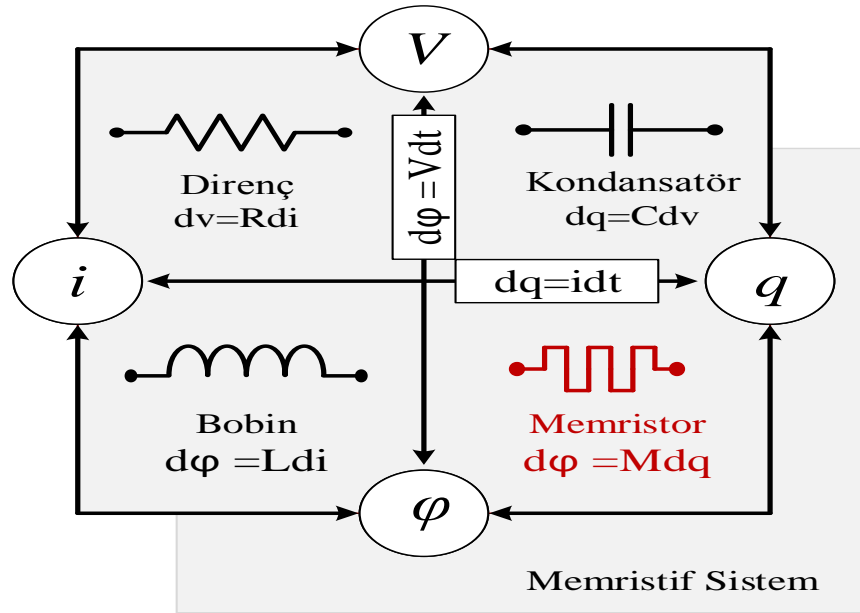 V
Direnç
dv=Rdi
dφ=Vdt
Kondansatör
dq=Cdv
i
dq=idt
q
Bobin
dφ =Ldi
Memristor
dφ =Mdq
φ
Memristif Sistem